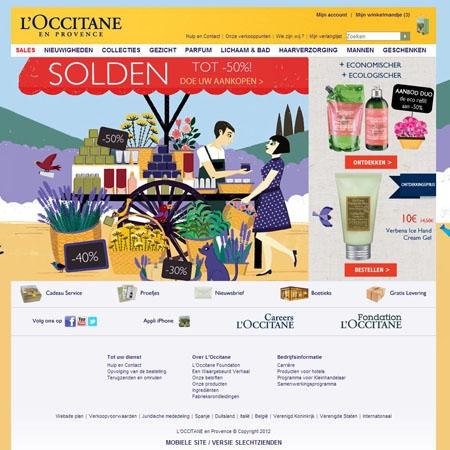 L'OCCITANE
EN PROVENCE
Mijn account | Mijn winkelmandje (3)
Hulp en Contact | Onze verkooppunten | Wie zijn wij ? | Mijn verlanglijst
Zoeken
SALES NIEUWIGHEDEN COLLECTIES GEZICHT PARFUM LICHAAM & BAD HAARVERZORGING MANNEN GESCHENKEN
SOLDEN TOT -50%!
DOE UW AANKOPEN >
-50%
-40%
-30%
+ ECONOMISCHER
+ ECOLOGISCHER
AANBOD DUO
de eco refill
aan -50%
ONTDEKKEN >
ONTDEKKINGSPRIJS
10€ 14,50€
Verbena Ice Hand
Cream Gel
BESTELLEN >
Cadeau Service Proefjes Nieuwsbrief Boetieks Gratis Levering
Volg ons op Appli iPhone
Careers
L'OCCITANE
Fondation
L'OCCITANE
Tot uw dienst
Hulp en Contact
Opvolging van de bestelling
Terugzenden en omruilen
Over L'Occitane
L'Occitane Foundation
Een Waargebeurd Verhaal
Onze beloften
Onze producten
Ingrediënten
Fabrieksrondleidingen
Bedrijfsinformatie
Carrière
Producten voor hotels
Programma voor Kleinhandelaar
Samenwerkingsprogramma
Website plan | Verkoopvoorwaarden | Juridische mededeling | Spanje | Duitsland | Italië | België | Verenigd Koninkrijk | Verenigde Staten | Internationaal
L'OCCITANE en Provence © Copyright 2012
MOBIELE SITE / VERSIE SLECHTZIENDEN